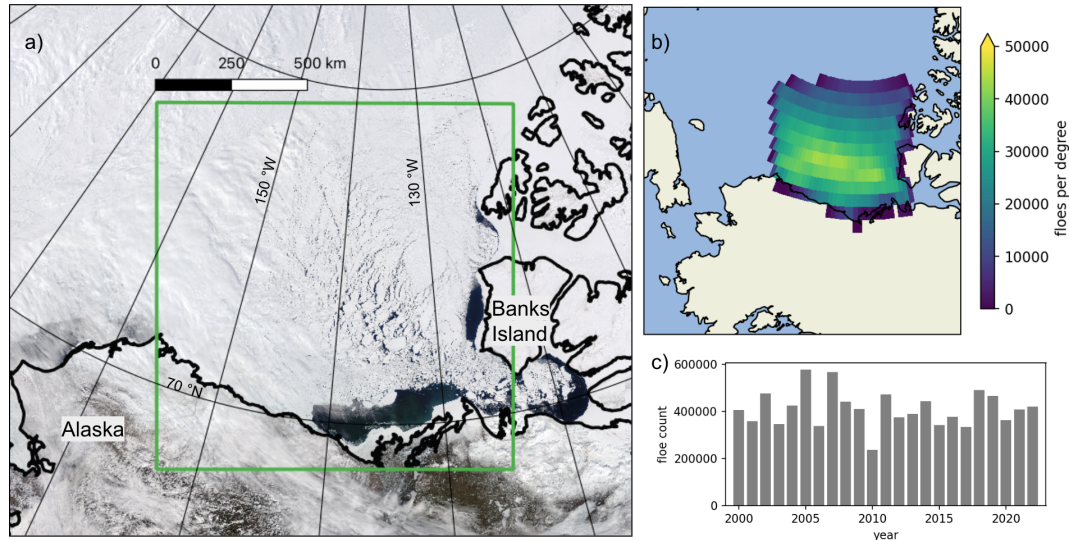 a)
0 250 500 km
150 °W
130 °W
Banks
Island
70 °N
Alaska
b)
50000
40000
30000
20000
10000
0
floes per degree
c)
600000
400000
200000
0
floe count
2000 2005 2010 2015 2020
year